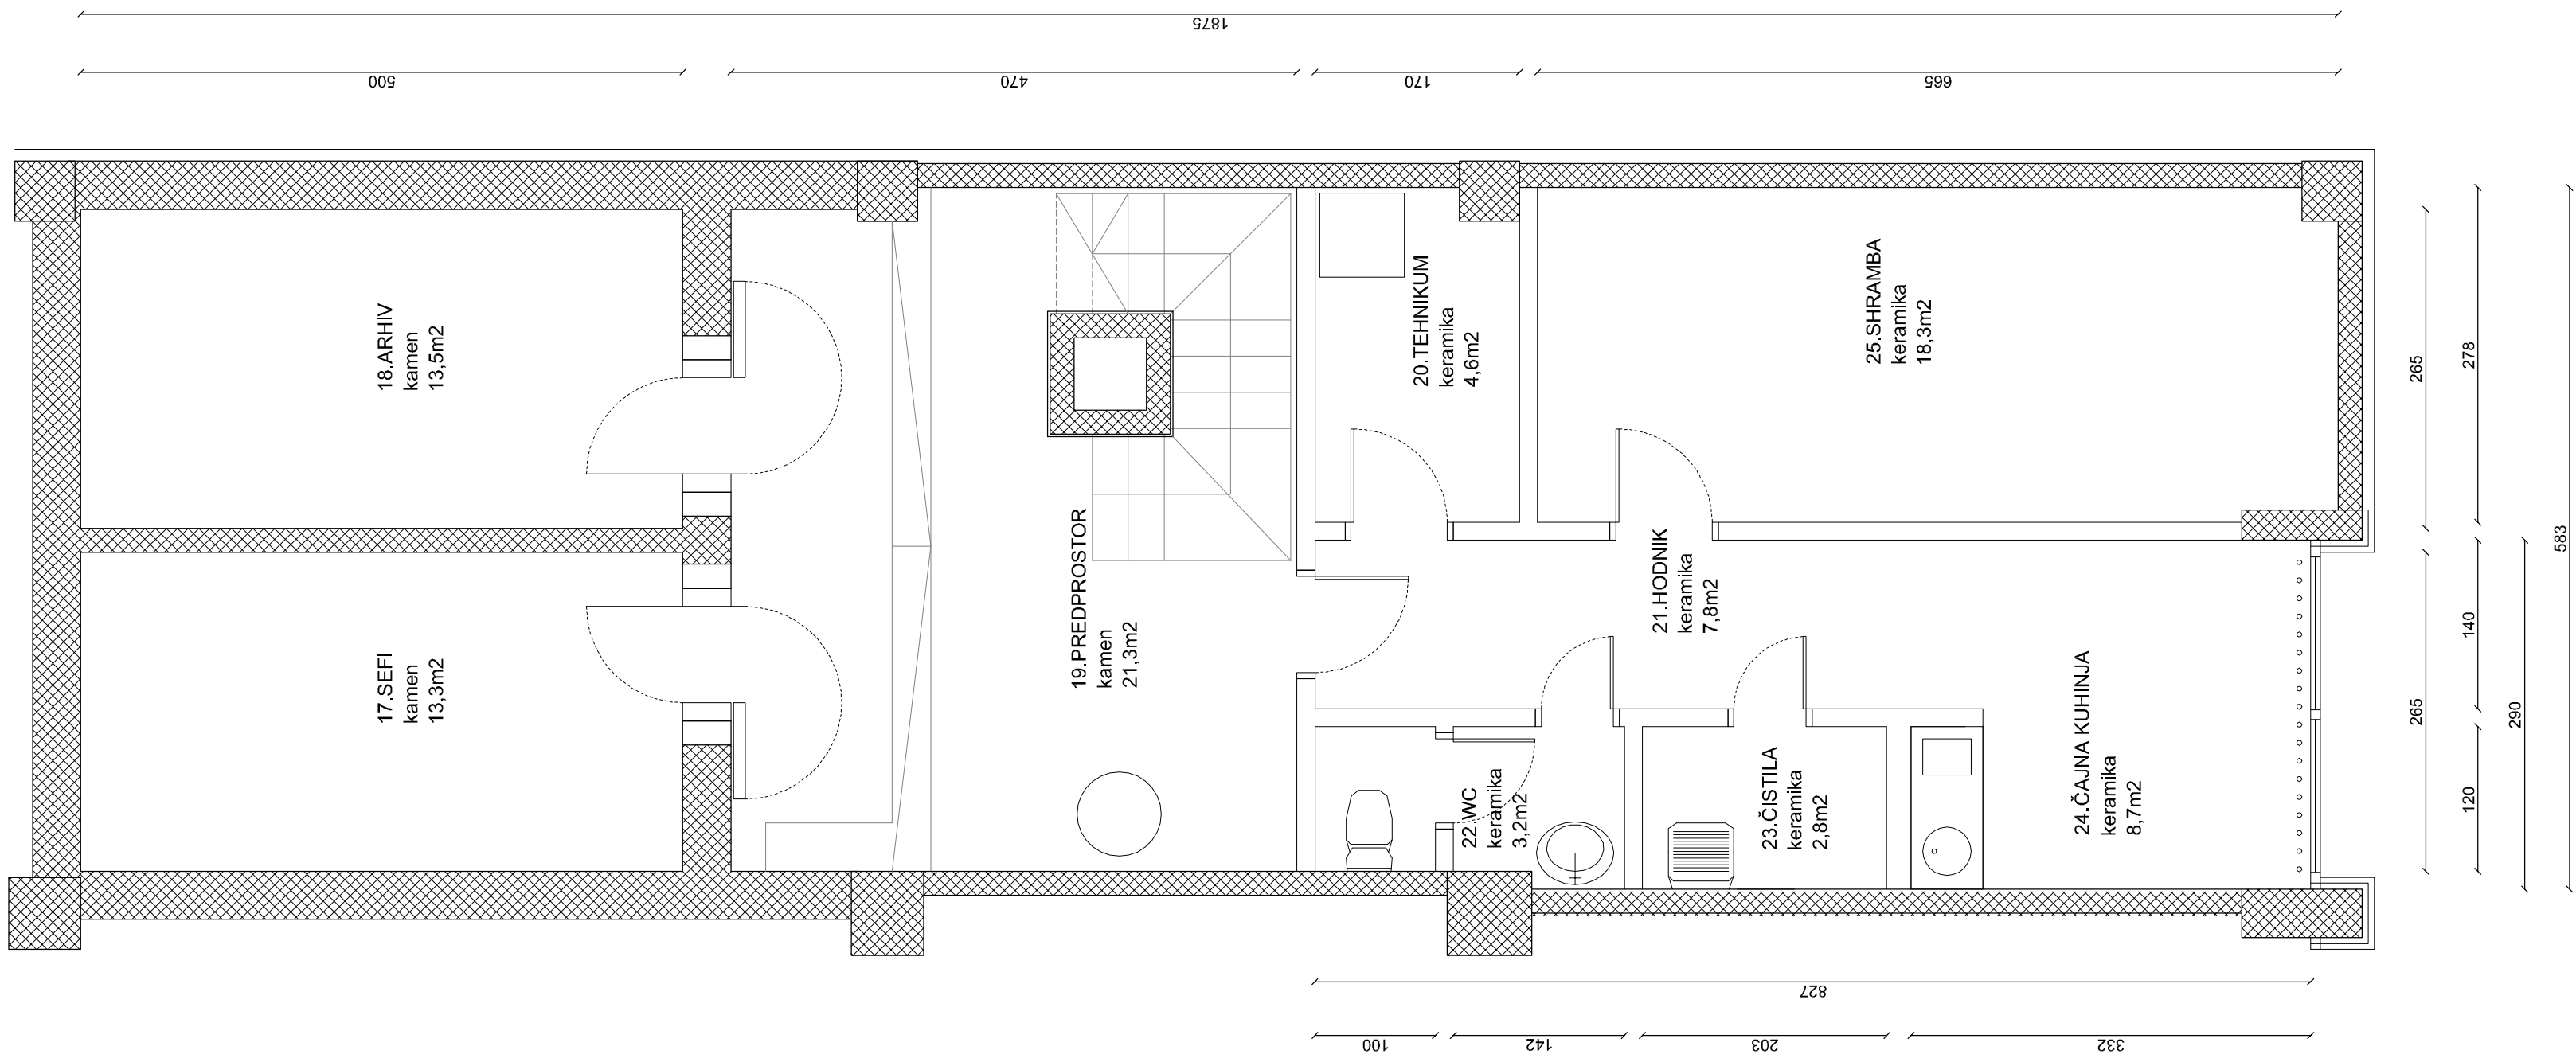 1875
500
470
170
665
18.ARHIV
kamen
13,5m2
17.SEFI
kamen
13,3m2
19.PREDPROSTOR
kamen
21,3m2
20.TEHNIKUM
keramika
4,6m2
25.SHRAMBA
keramika
18,3m2
21.HODNIK
keramika
7,8m2
22.WC
keramika
3,2m2
23.ČISTILA
keramika
2,8m2
24.ČAJNA KUHINJA
keramika
8,7m2
265
265
278
140
120
290
583
827
100
142
203
332